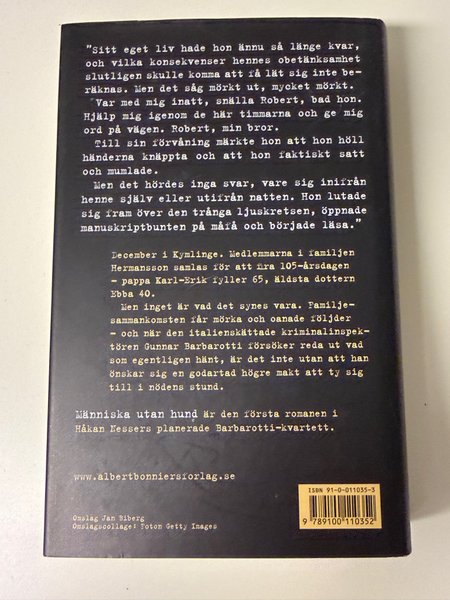 "Sitt eget liv hade hon ännu så länge kvar,
och vilka konsekvenser hennes obetänksamhet
slutligen skulle komma att få lät sig inte be-
räknas. Men det såg mörkt ut, mycket mörkt.
Var med mig inatt, snälla Robert, bad hon.
Hjälp mig igenom de här timmarna och ge mig
ord på vägen. Robert, min bror.
Till sin förvåning märkte hon att hon höll
händerna knäppta och att hon faktiskt satt
och mumlade.
Men det hördes inga svar, vare sig inifrån
henne själv eller utifrån natten. Hon lutade
sig fram över den trånga ljuskretsen, öppnade
manuskriptbunten på måfå och började läsa."
December i Kymlinge. Medlemmarna i familjen
Hermansson samlas för att fira 105-årsdagen
- pappa Karl-Erik fyller 65, äldsta dottern
Ebba 40.
Men inget är vad det synes vara. Familje-
sammankomsten får mörka och oanade följder
- och när den italienskättade kriminalinspek-
tören Gunnar Barbarotti försöker reda ut vad
som egentligen hänt, är det inte utan att han
önskar sig en godartad högre makt att ty sig
till i nödens stund.
Människa utan hund är den första romanen i
Håkan Nessers planerade Barbarotti-kvartett.
www.albertbonniersforlag.se
ISBN 91-0-011035-3
9 789100 110352
Omslag Jan Biberg
Omslagscollage: Foton Getty Images